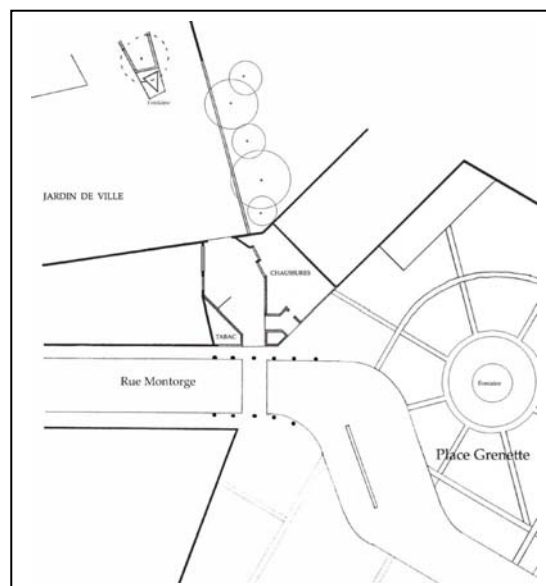 Fontaine
JARDIN DE VILLE
CHAUSSURES
TABAC
Rue Montorge
Fontaine
Place Grenette